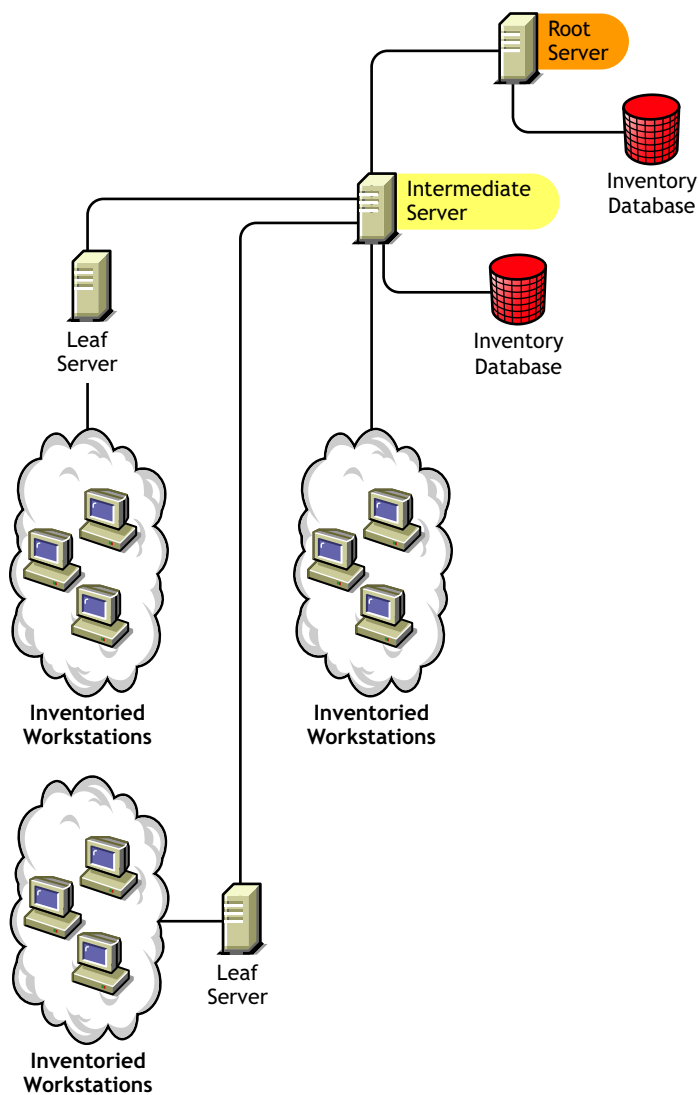 Root
Server
Inventory
Database
Intermediate
Server
Inventory
Database
Leaf
Server
Inventoried
Workstations
Inventoried
Workstations
Leaf
Server
Inventoried
Workstations